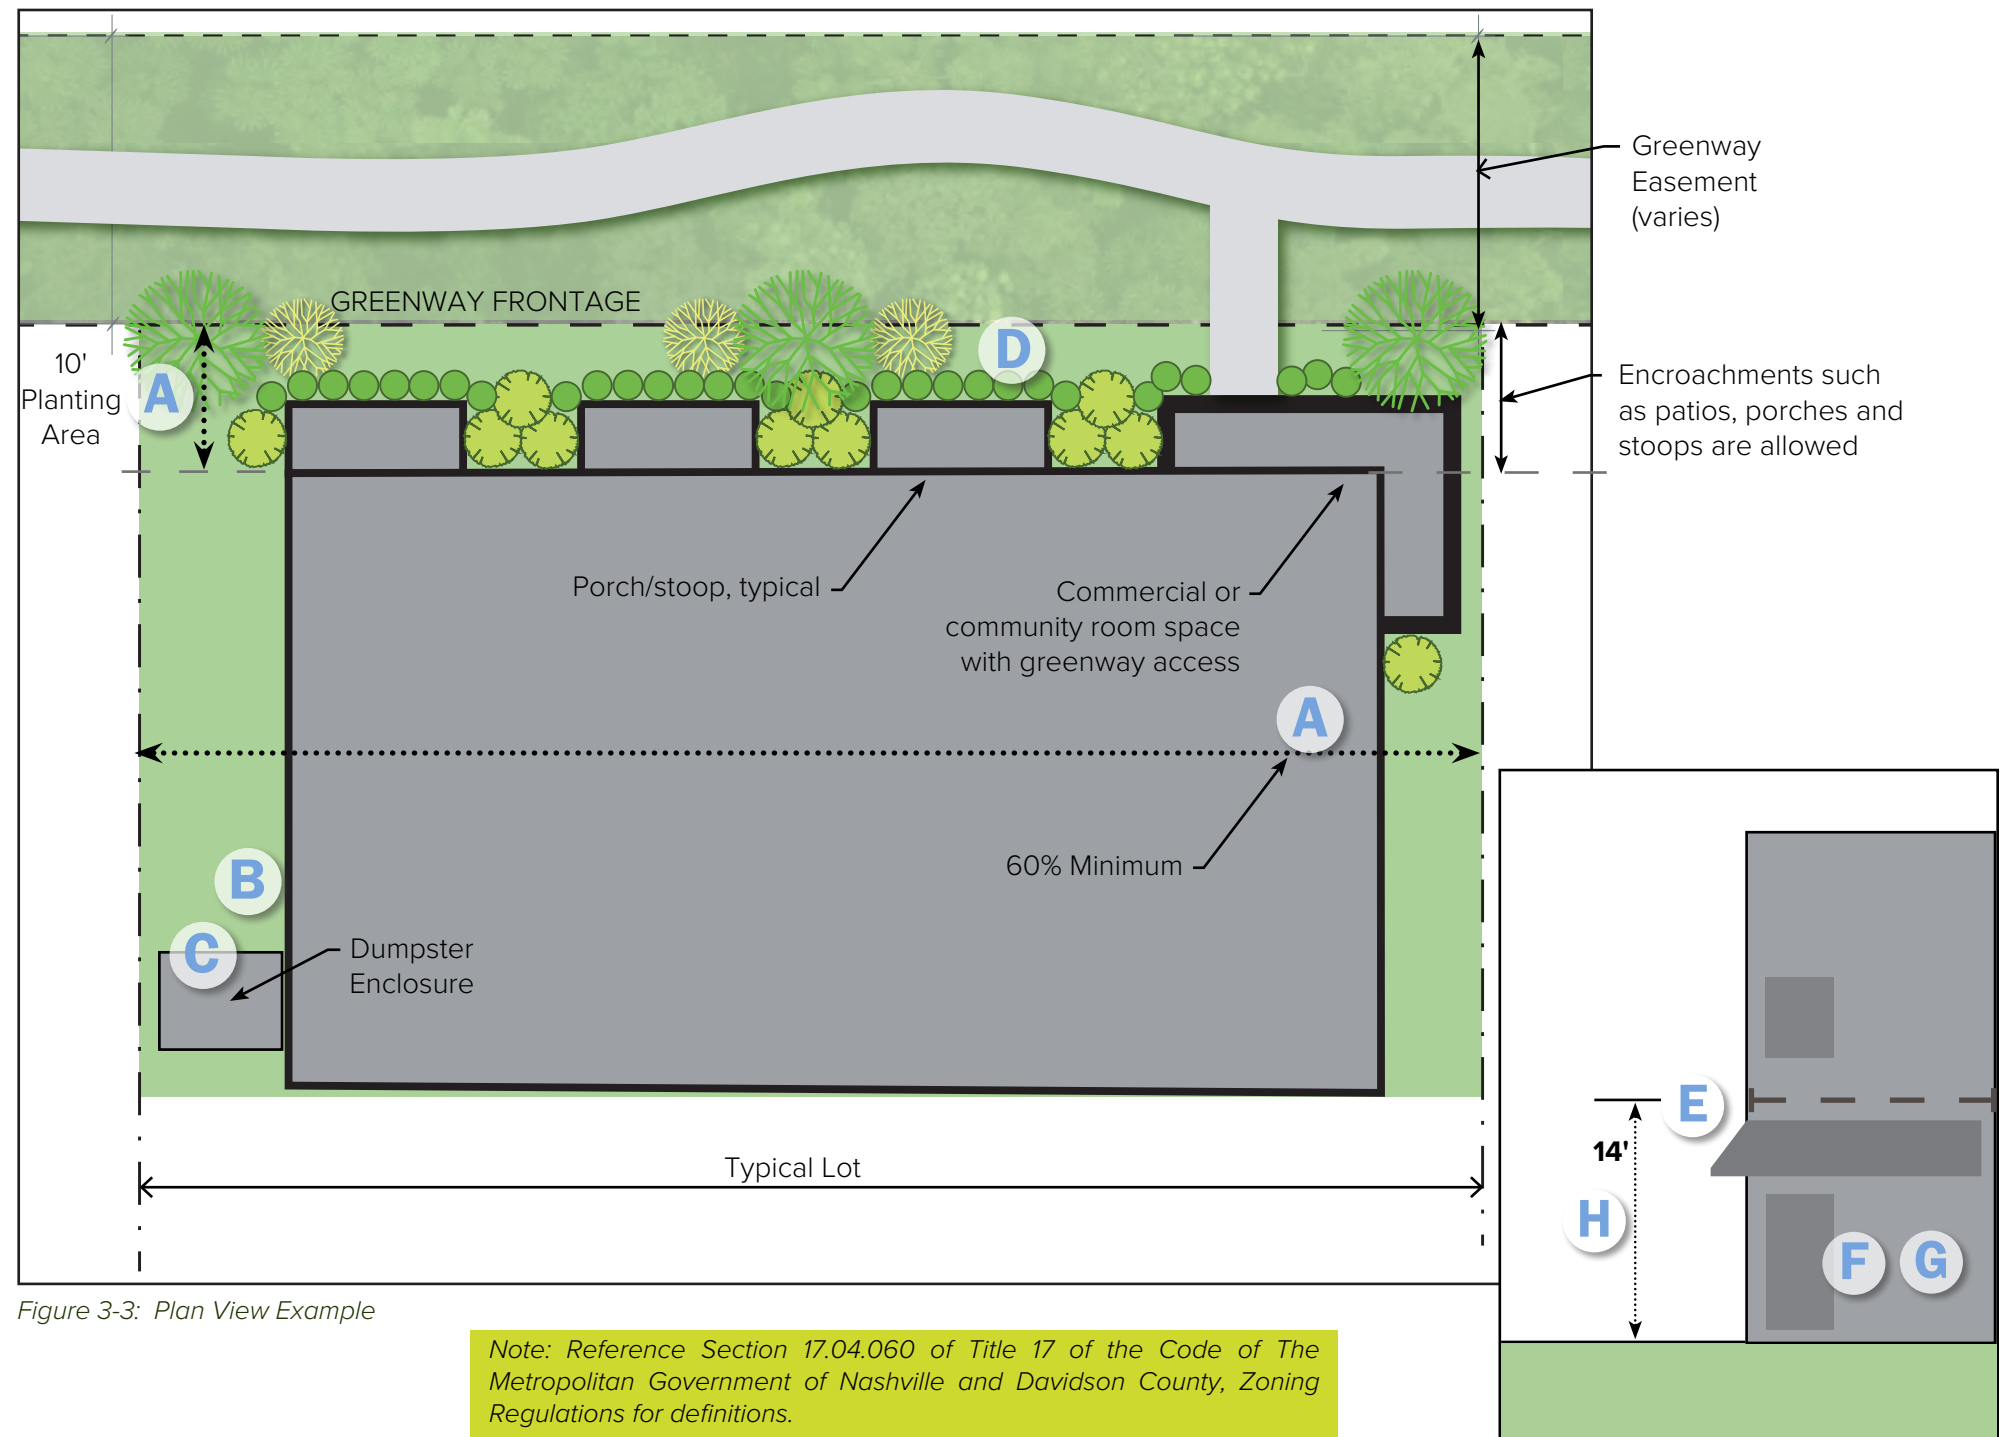 Greenway
Easement
(varies)
GREENWAY FRONTAGE
10'
Planting
Area
A
D
Encroachments such
as patios, porches and
stoops are allowed
Porch/stoop, typical
Commercial or
community room space
with greenway access
A
60% Minimum
B
C
Dumpster
Enclosure
Typical Lot
E
14'
H
F G
Figure 3-3: Plan View Example
Note: Reference Section 17.04.060 of Title 17 of the Code of The
Metropolitan Government of Nashville and Davidson County, Zoning
Regulations for definitions.